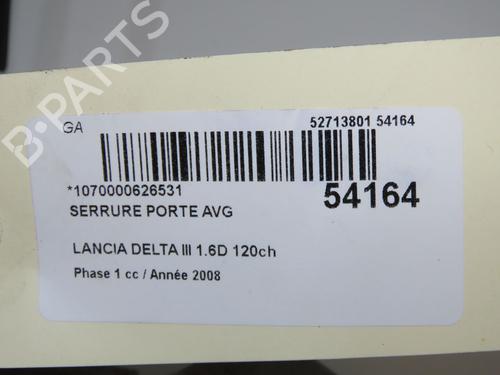 B-PARTS
GA
52713801 54164
*1070000626531
54164
SERRURE PORTE AVG
LANCIA DELTA III 1.6D 120ch
Phase 1 cc / Année 2008